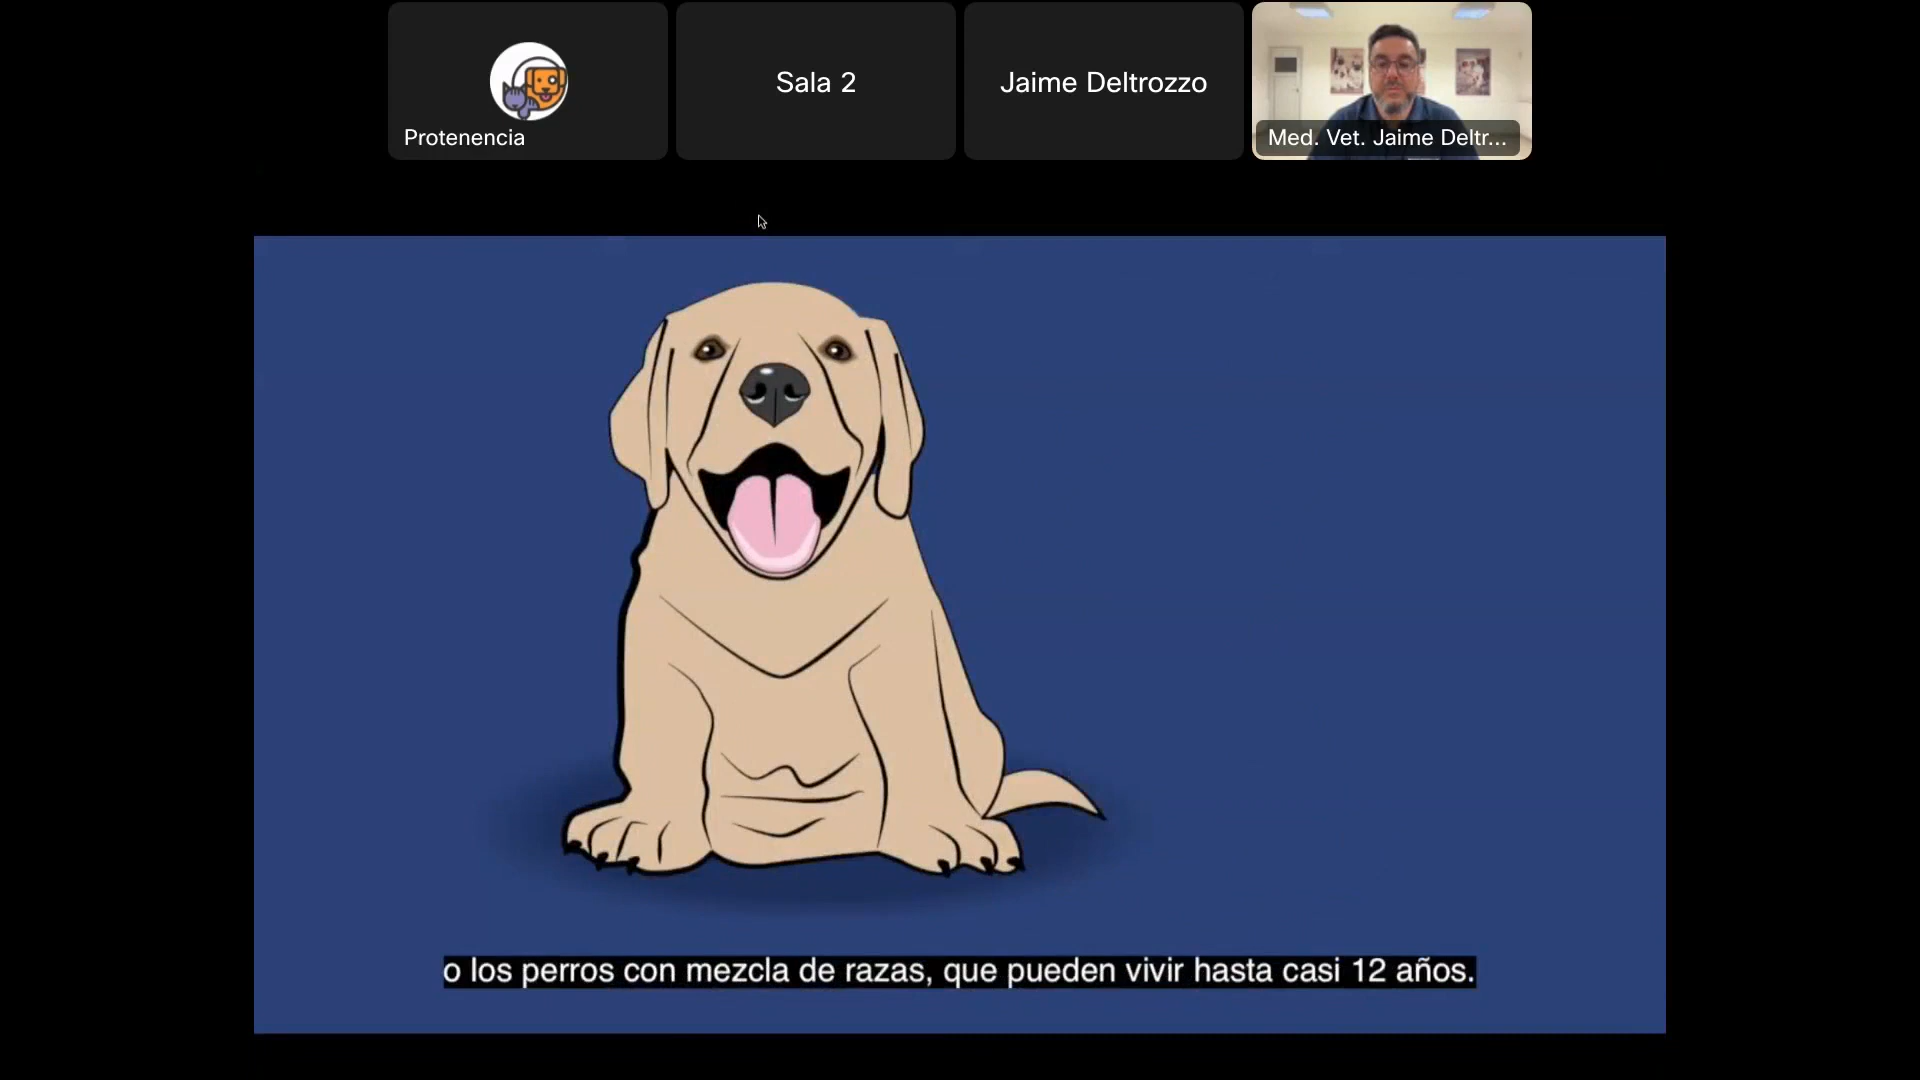 Protenencia
Sala 2
Jaime Deltrozzo
Med. Vet. Jaime Deltr...
o los perros con mezcla de razas, que pueden vivir hasta casi 12 años.